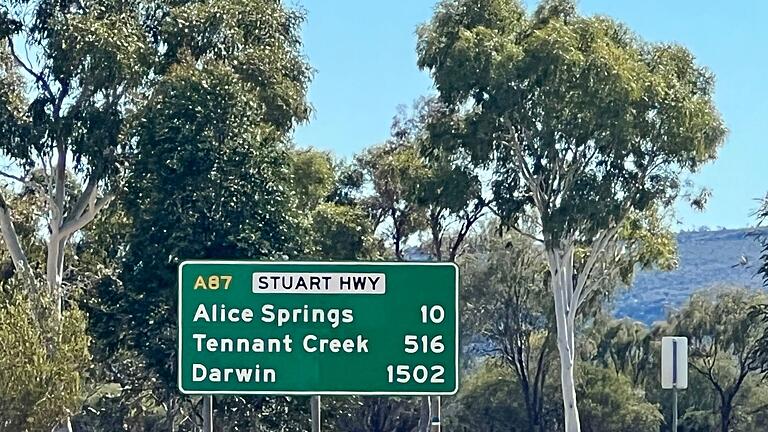 A87 STUART HWY
Alice Springs 10
Tennant Creek 516
Darwin 1502